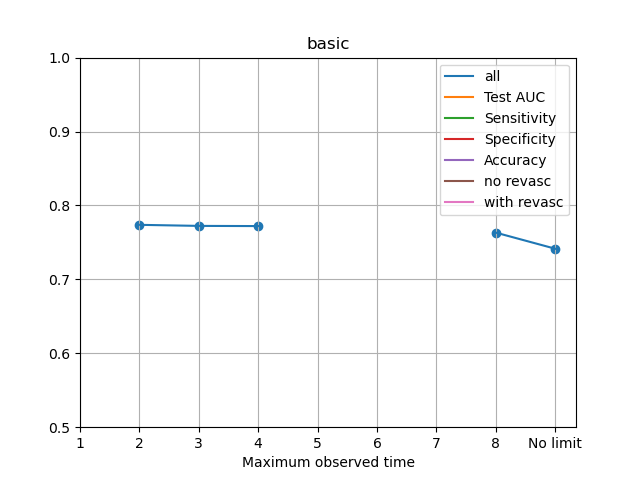 basic
1.0
0.9
0.8
0.7
0.6
0.5
all
Test AUC
Sensitivity
Specificity
Accuracy
no revasc
with revasc
1 2 3 4 5 6 7 8 No limit
Maximum observed time